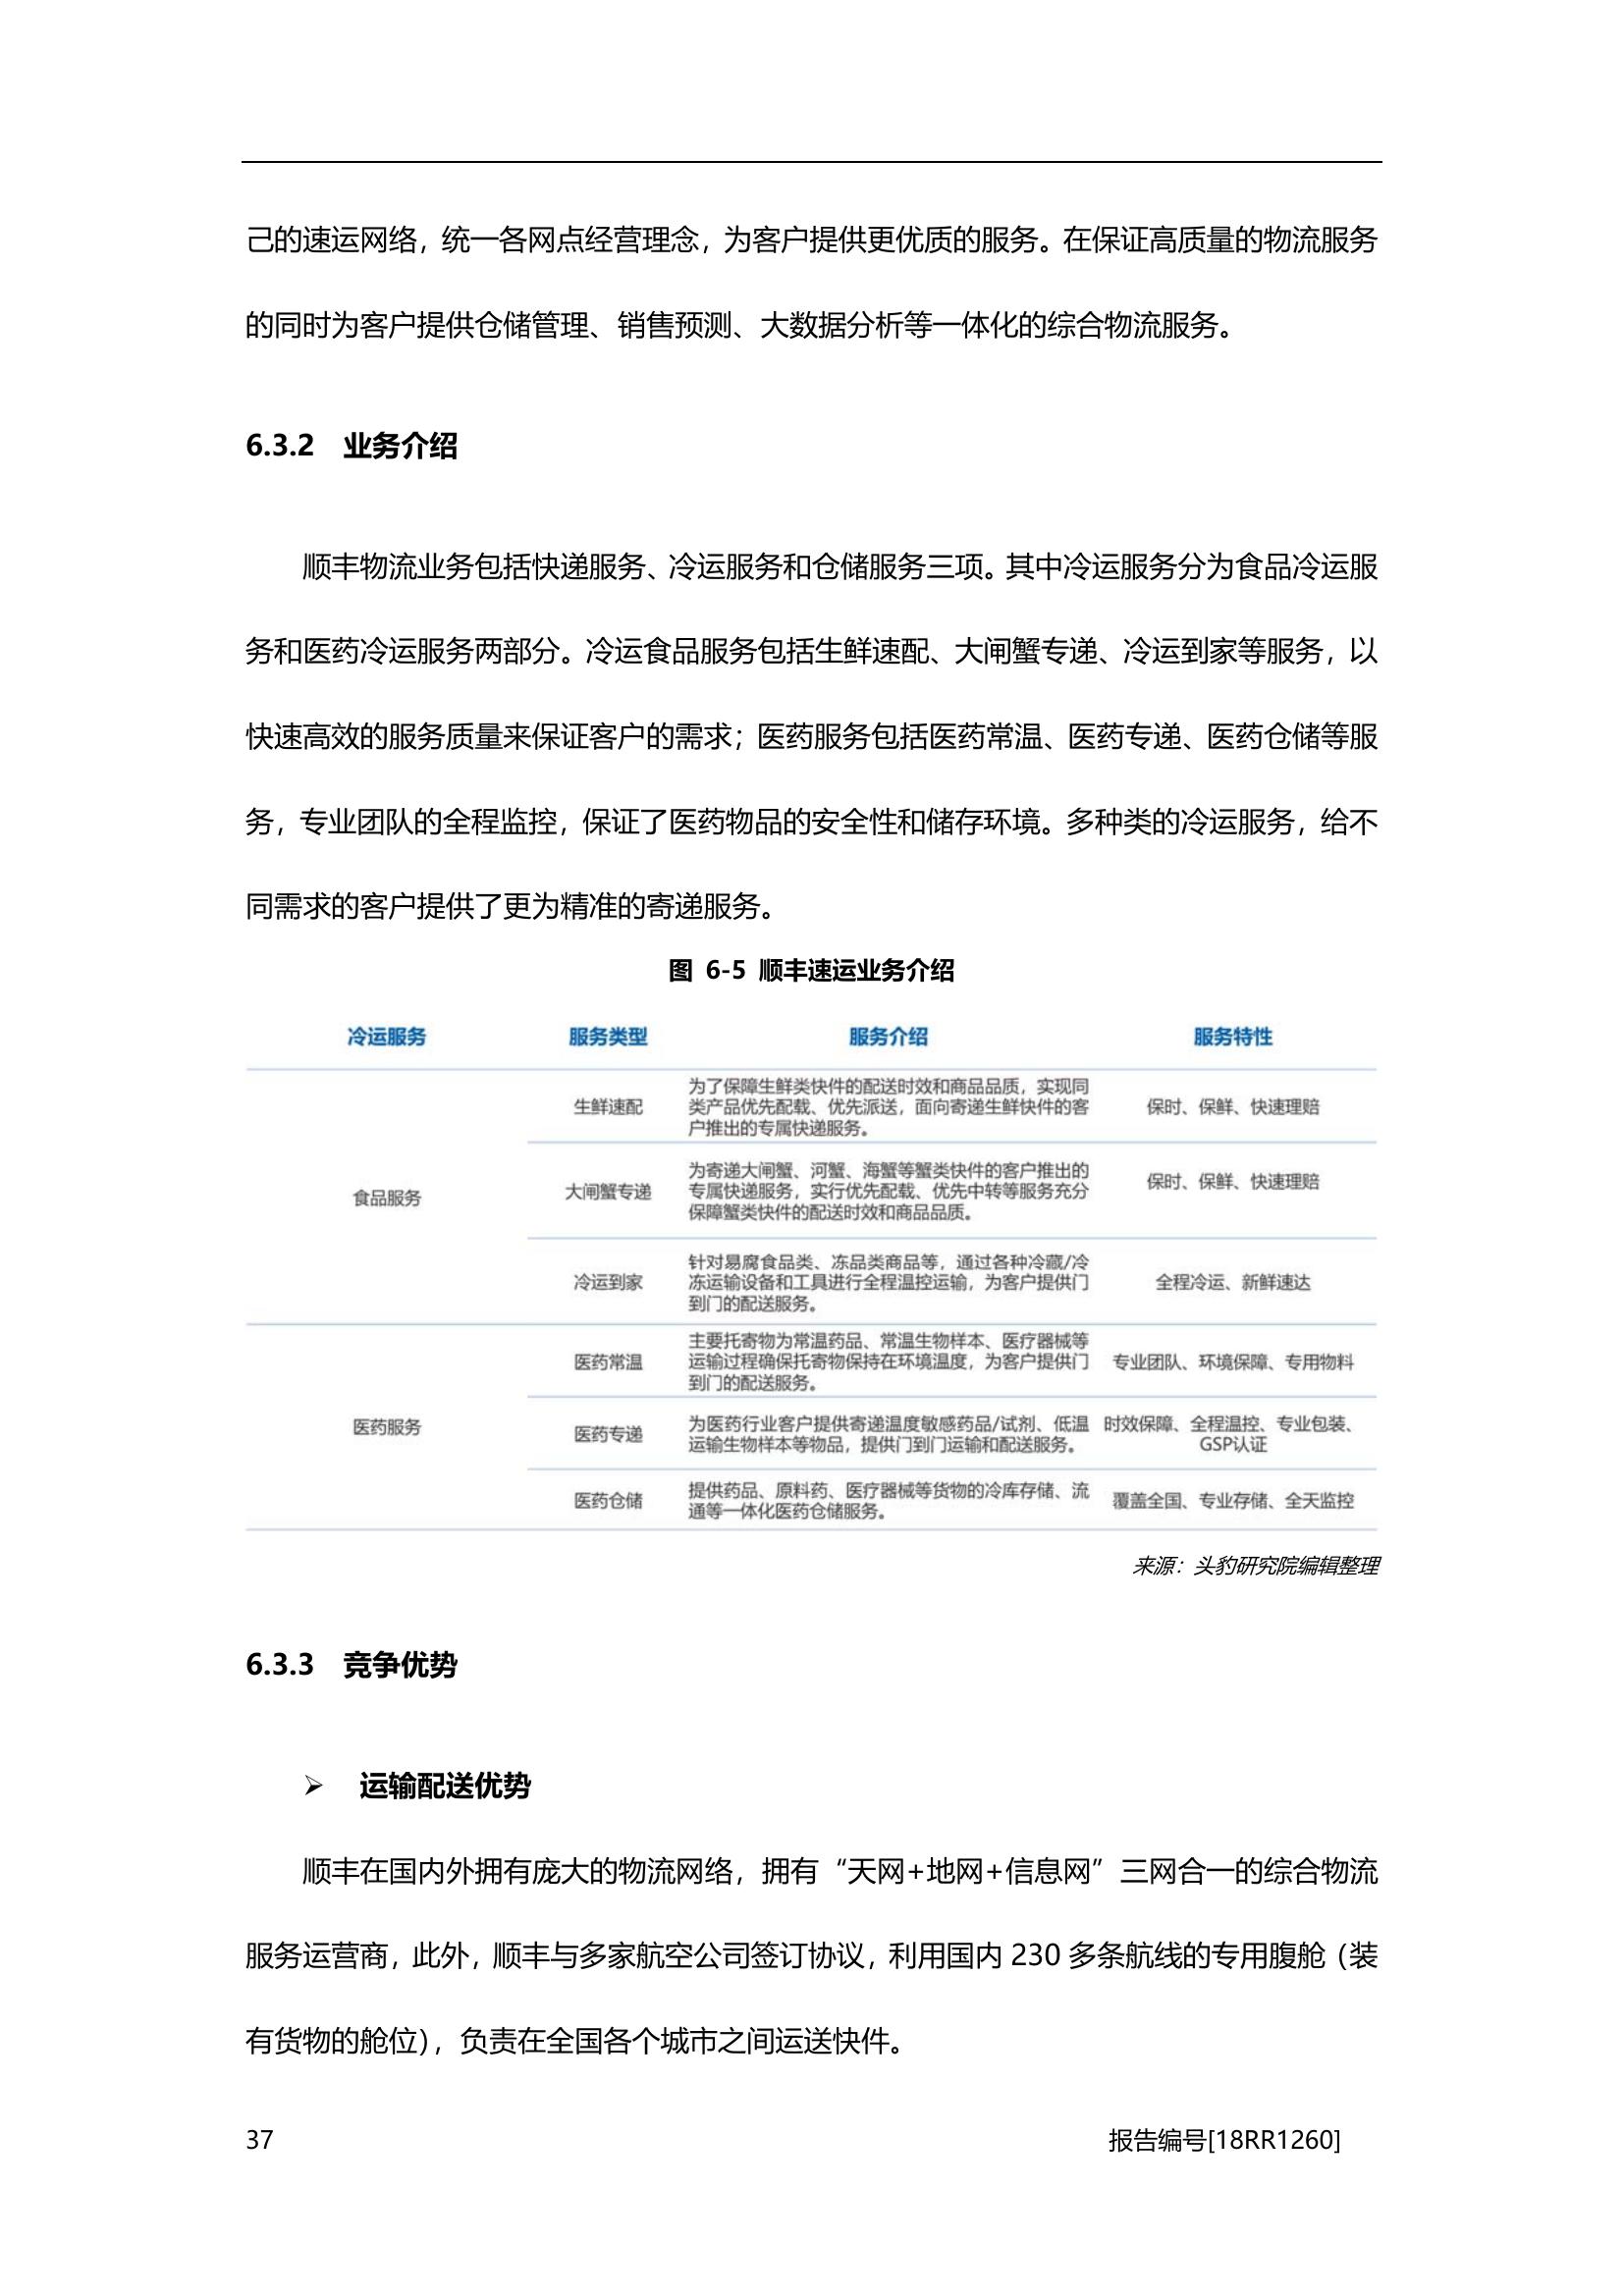 己的速运网络，统一各网点经营理念，为客户提供更优质的服务。在保证高质量的物流服务
的同时为客户提供仓储管理、销售预测、大数据分析等一体化的综合物流服务。
6.3.2 业务介绍
顺丰物流业务包括快递服务、冷运服务和仓储服务三项。其中冷运服务分为食品冷运服
务和医药冷运服务两部分。冷运食品服务包括生鲜速配、大闸蟹专递、冷运到家等服务，以
快速高效的服务质量来保证客户的需求；医药服务包括医药常温、医药专递、医药仓储等服
务，专业团队的全程监控，保证了医药物品的安全性和储存环境。多种类的冷运服务，给不
同需求的客户提供了更为精准的寄递服务。
图 6-5 顺丰速运业务介绍
冷运服务 服务类型 服务介绍 服务特性
食品服务
生鲜速配
为了保障生鲜类快件的配送时效和商品品质，实现同
类产品优先配载、优先派送，面向寄递生鲜快件的客
户推出的专属快递服务。
保时、保鲜、快速理赔
大闸蟹专递
为寄递大闸蟹、河蟹、海蟹等蟹类快件的客户推出的
专属快递服务，实行优先配载、优先中转等服务充分
保障蟹类快件的配送时效和商品品质。
保时、保鲜、快速理赔
冷运到家
针对易腐食品类、冻品类商品等，通过各种冷藏/冷
冻运输设备和工具进行全程温控运输，为客户提供门
到门的配送服务。
全程冷运、新鲜速达
医药服务
医药常温
主要托寄物为常温药品、常温生物样本、医疗器械等
运输过程确保托寄物保持在环境温度，为客户提供门
到门的配送服务。
专业团队、环境保障、专用物料
医药专递
为医药行业客户提供寄递温度敏感药品/试剂、低温
运输生物样本等物品，提供门到门运输和配送服务。
时效保障、全程温控、专业包装、
GSP认证
医药仓储
提供药品、原料药、医疗器械等货物的冷库存储、流
通等一体化医药仓储服务。
覆盖全国、专业存储、全天监控
来源：头豹研究院编辑整理
6.3.3 竞争优势
➢ 运输配送优势
顺丰在国内外拥有庞大的物流网络，拥有“天网+地网+信息网”三网合一的综合物流
服务运营商，此外，顺丰与多家航空公司签订协议，利用国内 230 多条航线的专用腹舱（装
有货物的舱位），负责在全国各个城市之间运送快件。
37 报告编号[18RR1260]